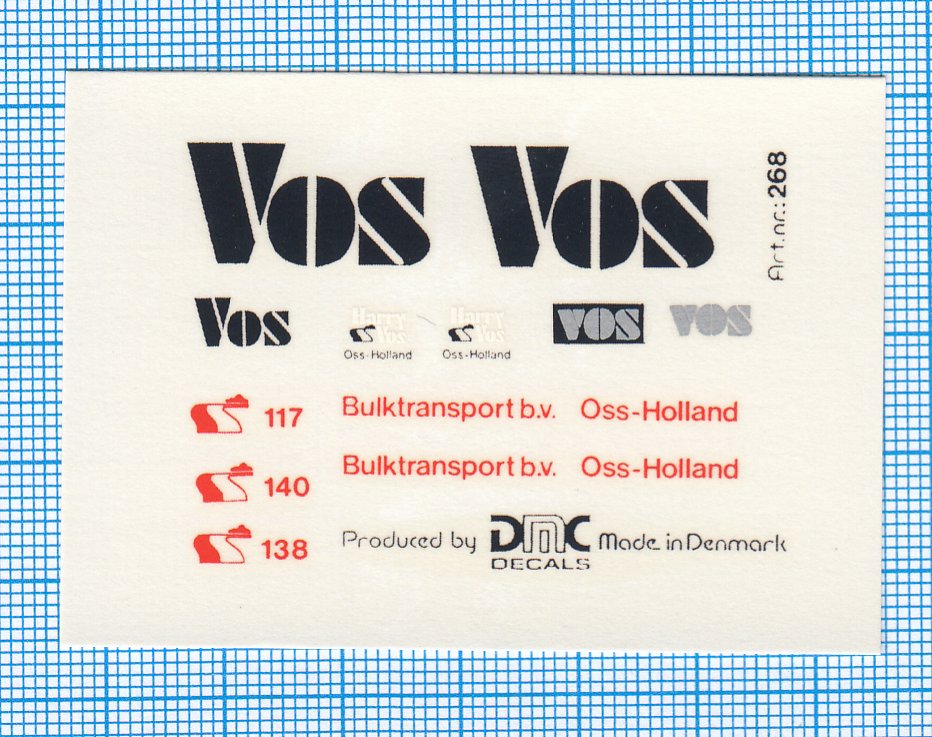 Vos Vos
Art.nr.: 268
Vos
Harry Vos
Oss-Holland
Harry Vos
Oss-Holland
VOS
VOS
117 Bulktransport b.v. Oss-Holland
140 Bulktransport b.v. Oss-Holland
138 Produced by DMC DECALS Made in Denmark